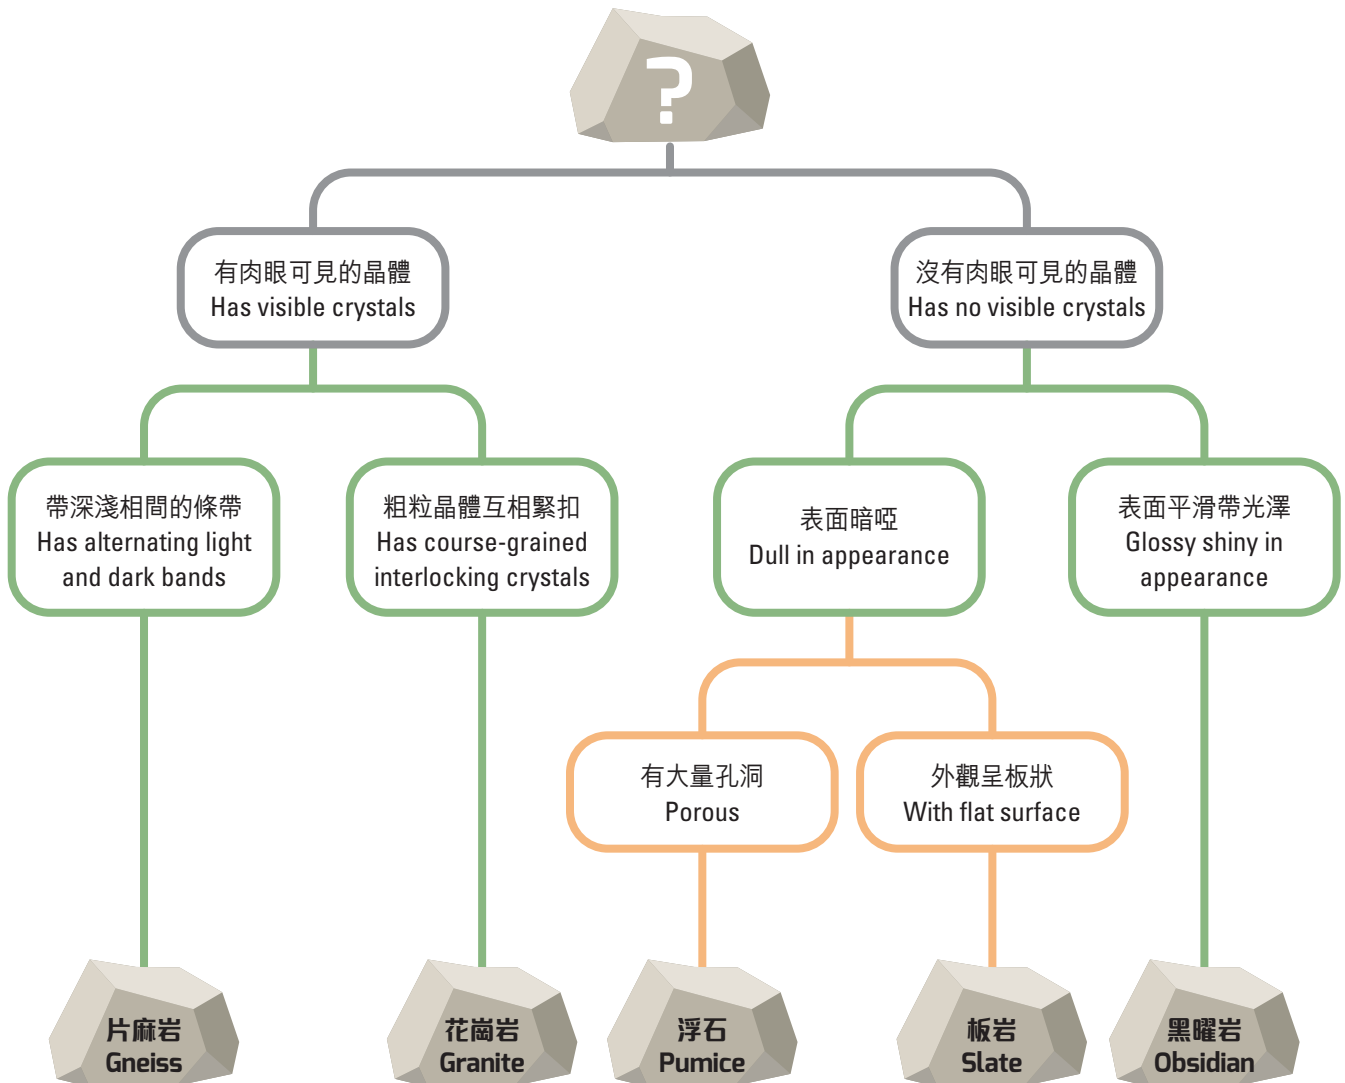 ?
有肉眼可見的晶體
Has visible crystals
沒有肉眼可見的晶體
Has no visible crystals
帶深淺相間的條帶
Has alternating light
and dark bands
粗粒晶體互相緊扣
Has course-grained
interlocking crystals
表面暗啞
Dull in appearance
表面平滑帶光澤
Glossy shiny in
appearance
有大量孔洞
Porous
外觀呈板狀
With flat surface
片麻岩
Gneiss
花崗岩
Granite
浮石
Pumice
板岩
Slate
黑曜岩
Obsidian